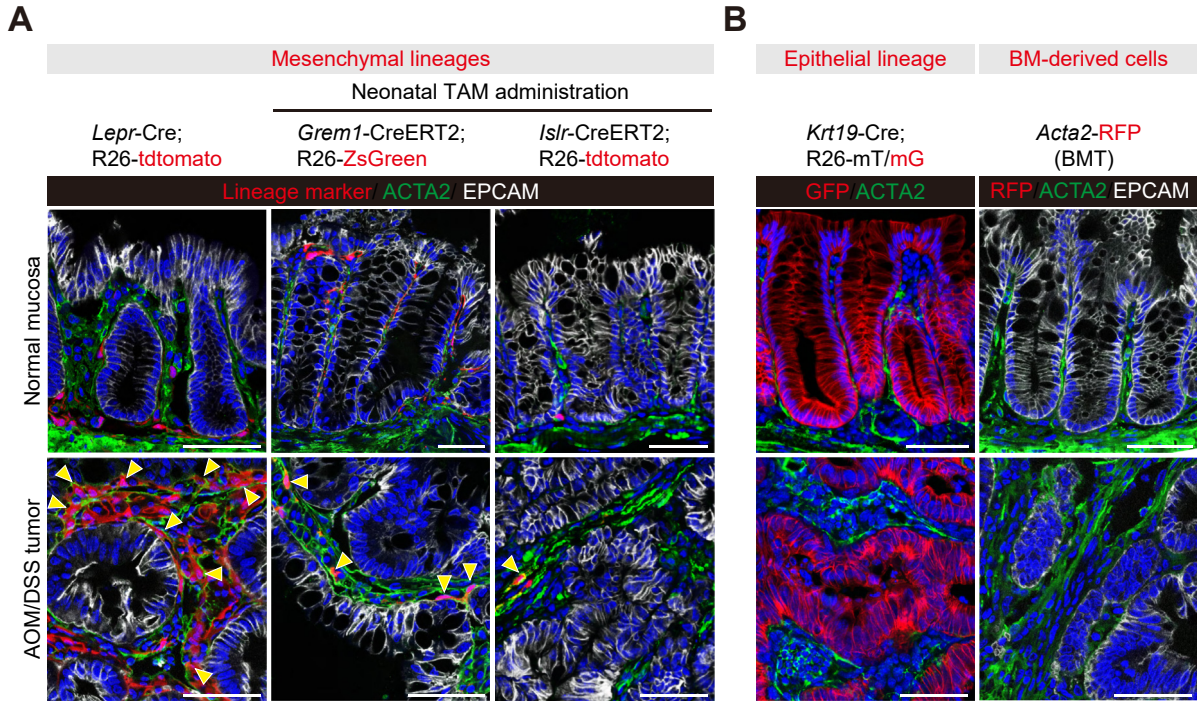 A
B
Mesenchymal lineages
Epithelial lineage
BM-derived cells
Neonatal TAM administration
Lepr-Cre;
R26-tdtomato
Grem1-CreERT2;
R26-ZsGreen
Islr-CreERT2;
R26-tdtomato
Krt19-Cre;
R26-mT/mG
Acta2-RFP
(BMT)
Lineage marker/ ACTA2/ EPCAM
GFP/ACTA2
RFP/ACTA2/EPCAM
Normal mucosa
AOM/DSS tumor